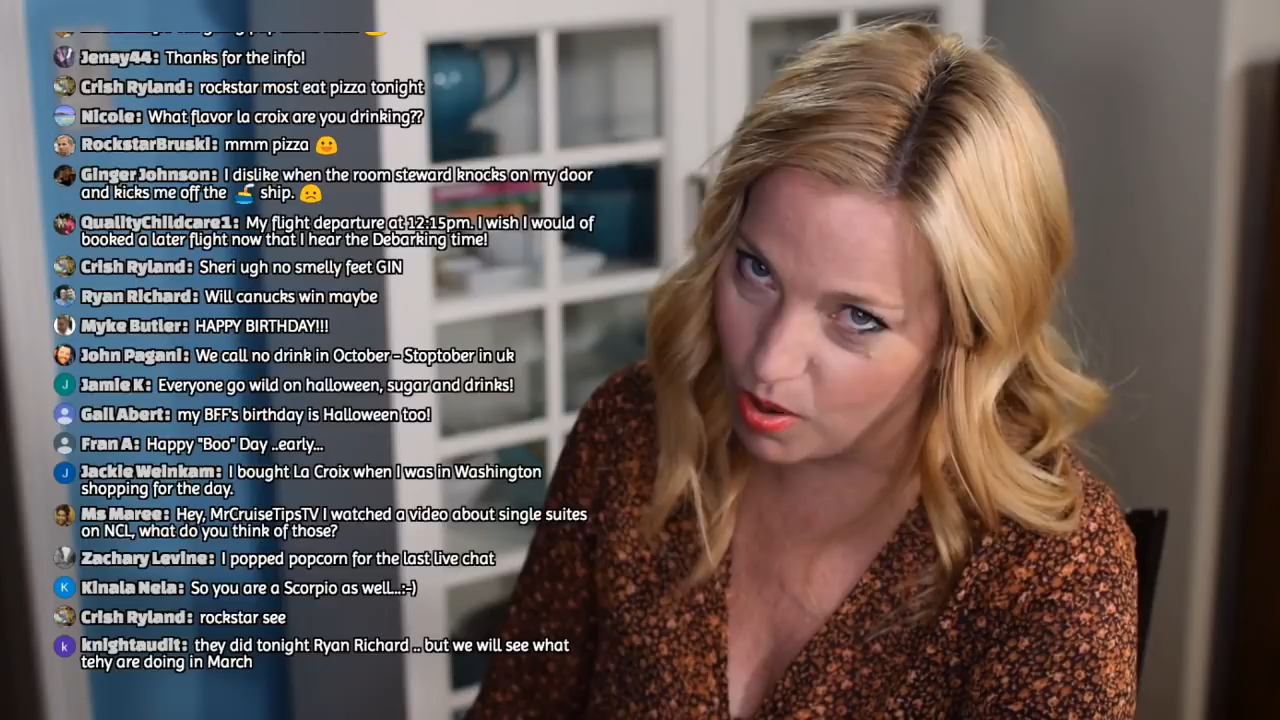 Jenay44: Thanks for the info!
Crish Ryland: rockstar most eat pizza tonight
Nicole: What flavor la croix are you drinking??
RockstarBruski: mmm pizza 😛
GingerJohnson: I dislike when the room steward knocks on my door
and kicks me off the 🚢 ship. 🙁
QualityChildcare1: My flight departure at 12:15pm. I wish I would of
booked a later flight now that I hear the Debarking time!
Crish Ryland: Sheri ugh no smelly feet GIN
Ryan Richard: Will canucks win maybe
Myke Butler: HAPPY BIRTHDAY!!!
John Pagani: We call no drink in October - Stoptober in uk
J Jamie K: Everyone go wild on halloween, sugar and drinks!
Gail Abert: my BFF's birthday is Halloween too!
Fran A: Happy "Boo" Day ..early...
J Jackie Weinkam: I bought La Croix when I was in Washington
shopping for the day.
Ms Maree: Hey, MrCruiseTipsTV I watched a video about single suites
on NCL, what do you think of those?
Zachary Levine: I popped popcorn for the last live chat
K Kinala Nela: So you are a Scorpio as well...:-)
Crish Ryland: rockstar see
k knightaudit: they did tonight Ryan Richard .. but we will see what
tehy are doing in March